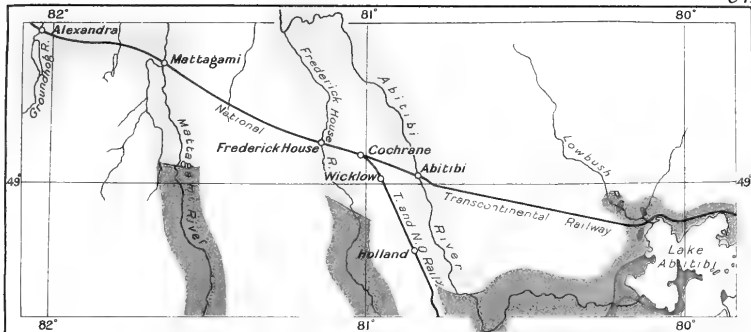 82°
81°
80°
Alexandra
Groundhog R.
Mattagami
Mattagami River
National
Frederick House R.
Frederick House
Abitibi
River
Cochrane
Wicklow
Abitibi
Transcontinental Railway
T. and N.O. Raily.
Holland
Lowbush R.
Lake
Abitibi
49°
49°
82°
81°
80°